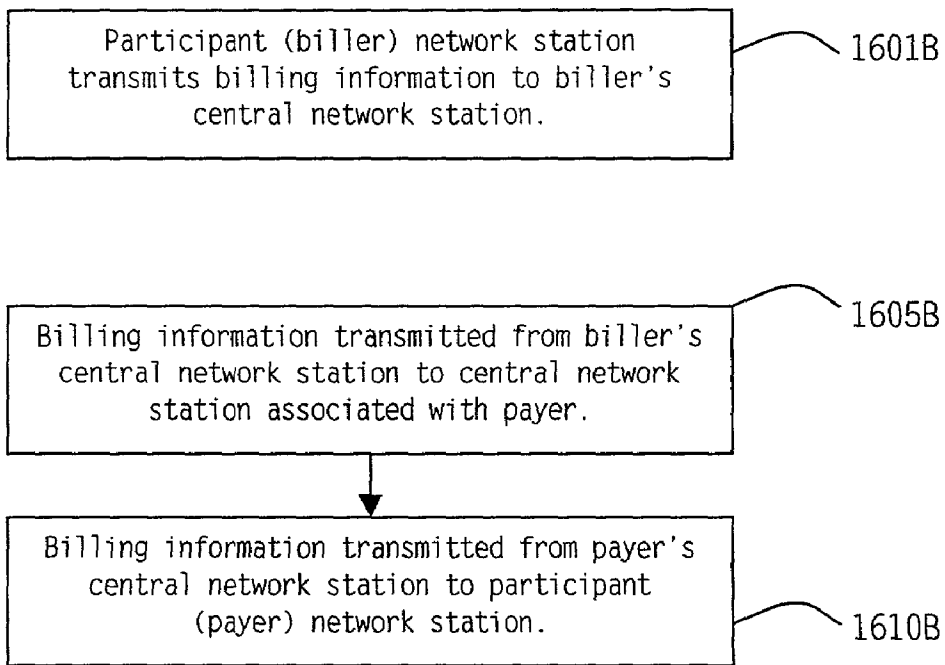 Participant (biller) network station
transmits billing information to biller's
central network station.
1601B
Billing information transmitted from biller's
central network station to central network
station associated with payer.
1605B
Billing information transmitted from payer's
central network station to participant
(payer) network station.
1610B